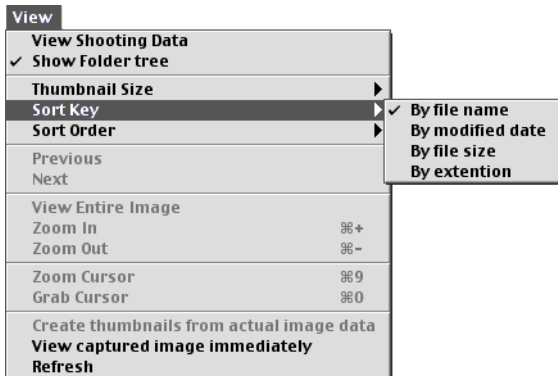 View
View Shooting Data
✓ Show Folder tree
Thumbnail Size
Sort Key
✓ By file name
By modified date
By file size
By extention
Sort Order
Previous
Next
View Entire Image
Zoom In ⌘+
Zoom Out ⌘-
Zoom Cursor ⌘9
Grab Cursor ⌘0
Create thumbnails from actual image data
View captured image immediately
Refresh